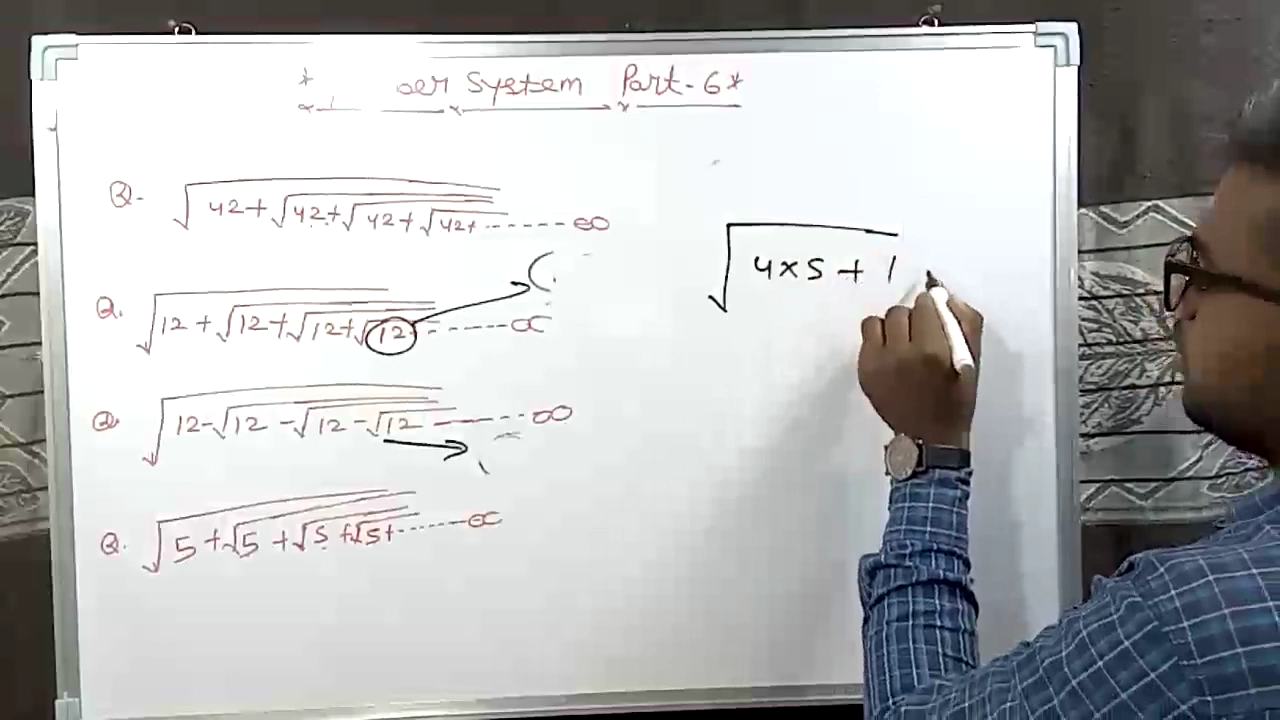 * ber System Part-6*
Q. √42+√42+√42+√42+------∞
Q. √12+√12+√12+√12------∞
Q. √12-√12-√12-√12-----∞
Q. √5+√5+√5+√5+------∞
√4×5+1